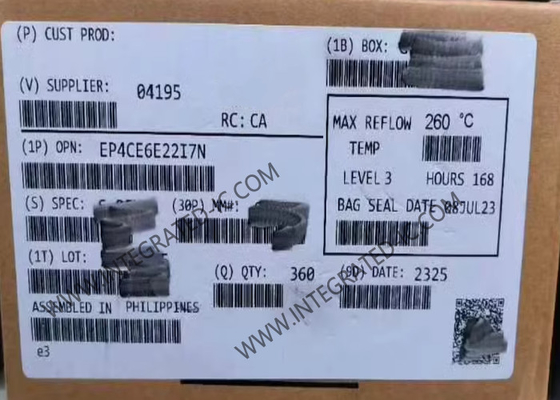 (P) CUST PROD:
(1B) BOX:
(V) SUPPLIER: 04195
RC: CA
MAX REFLOW 260 °C
TEMP
(1P) OPN: EP4CE6E22I7N
LEVEL 3 HOURS 168
(S) SPEC: (30P) MM#:
BAG SEAL DATE 08JUL23
(1T) LOT:
(Q) QTY: 360 (9D) DATE: 2325
ASSEMBLED IN PHILIPPINES
e3
WWW.INTEGRATED-IC.COM
WWW.INTEGRATED-IC.COM